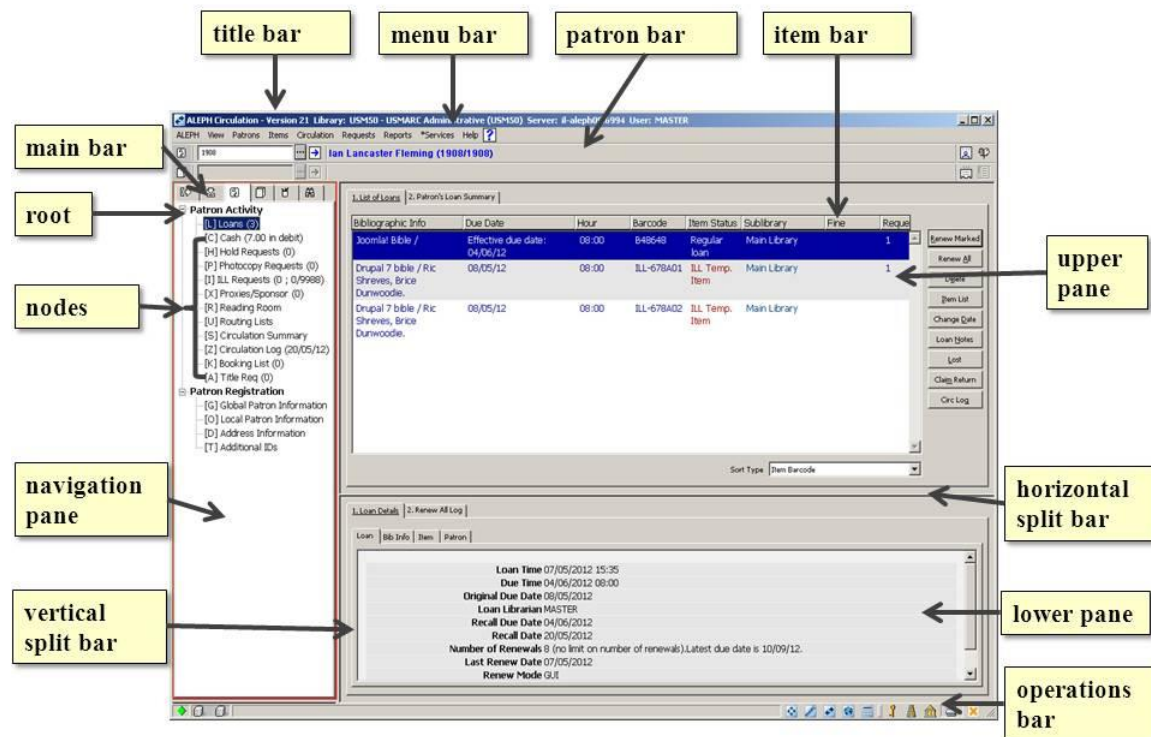 title bar
menu bar
patron bar
item bar
ALEPH Circulation - Version 21 Library: USM50 - USMARC Administrative (USM50) Server: User: MASTER
ALEPH View Patrons Items Circulation Requests Reports *Services Help ?
1908 Ian Lancaster Fleming (1908/1908)
main bar
root
nodes
navigation pane
vertical split bar
Patron Activity
[L] Loans (3)
[C] Cash (7.00 in debit)
[H] Hold Requests (0)
[P] Photocopy Requests (0)
[I] ILL Requests (0 ; 0/9988)
[X] Proxies/Sponsor (0)
[R] Reading Room
[U] Routing Lists
[S] Circulation Summary
[Z] Circulation Log (20/05/12)
[K] Booking List (0)
[A] Title Req (0)
Patron Registration
[G] Global Patron Information
[O] Local Patron Information
[D] Address Information
[T] Additional IDs
1. List of Loans 2. Patron's Loan Summary
Bibliographic Info Due Date Hour Barcode Item Status Sublibrary Fine Reque
Joomla! Bible / Effective due date: 08:00 B48648 Regular Main Library 1
04/06/12 loan
Drupal 7 bible / Ric 08/05/12 08:00 ILL-678A01 ILL Temp. Main Library 1
Shreves, Brice Item
Dunwoodie.
Drupal 7 bible / Ric 08/05/12 08:00 ILL-678A02 ILL Temp. Main Library
Shreves, Brice Item
Dunwoodie.
Renew Marked
Renew All
Delete
Item List
Change Date
Loan Notes
Lost
Claim Return
Circ Log
Sort Type Item Barcode
upper pane
horizontal split bar
1. Loan Details 2. Renew All Log
Loan Bib Info Item Patron
Loan Time 07/05/2012 15:35
Due Time 04/06/2012 08:00
Original Due Date 08/05/2012
Loan Librarian MASTER
Recall Due Date 04/06/2012
Recall Date 20/05/2012
Number of Renewals 8 (no limit on number of renewals).Latest due date is 10/09/12.
Last Renew Date 07/05/2012
Renew Mode GUI
lower pane
operations bar